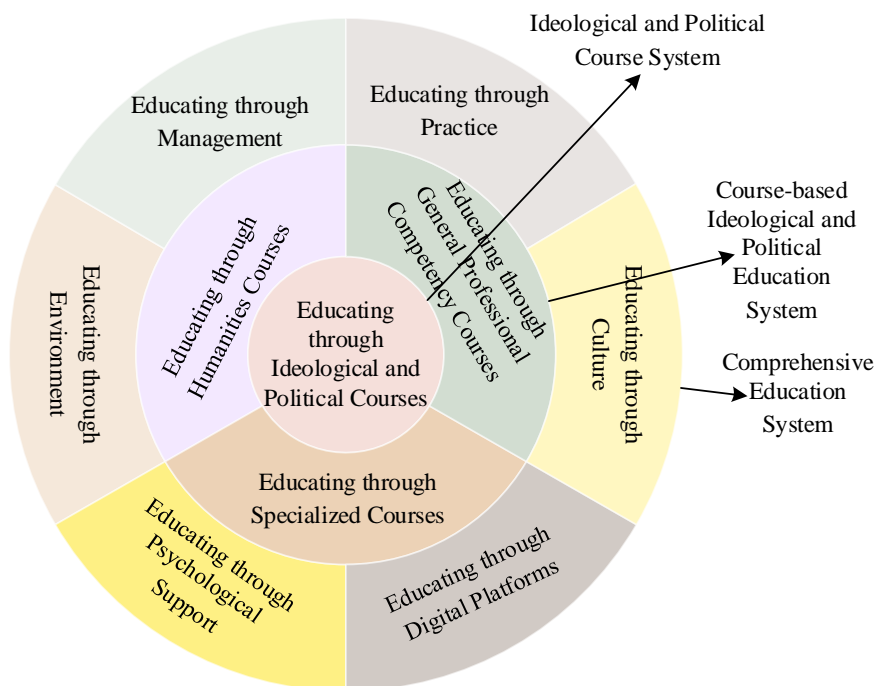 Ideological and Political
Course System
Educating through
Management
Educating through
Practice
Course-based
Ideological and
Political
Education
System
Educating through
General Professional
Competency Courses
Educating through
Humanities Courses
Educating through
Environment
Educating through
Culture
Educating
through
Ideological and
Political Courses
Comprehensive
Education
System
Educating through
Specialized Courses
Educating through
Psychological
Support
Educating through
Digital Platforms